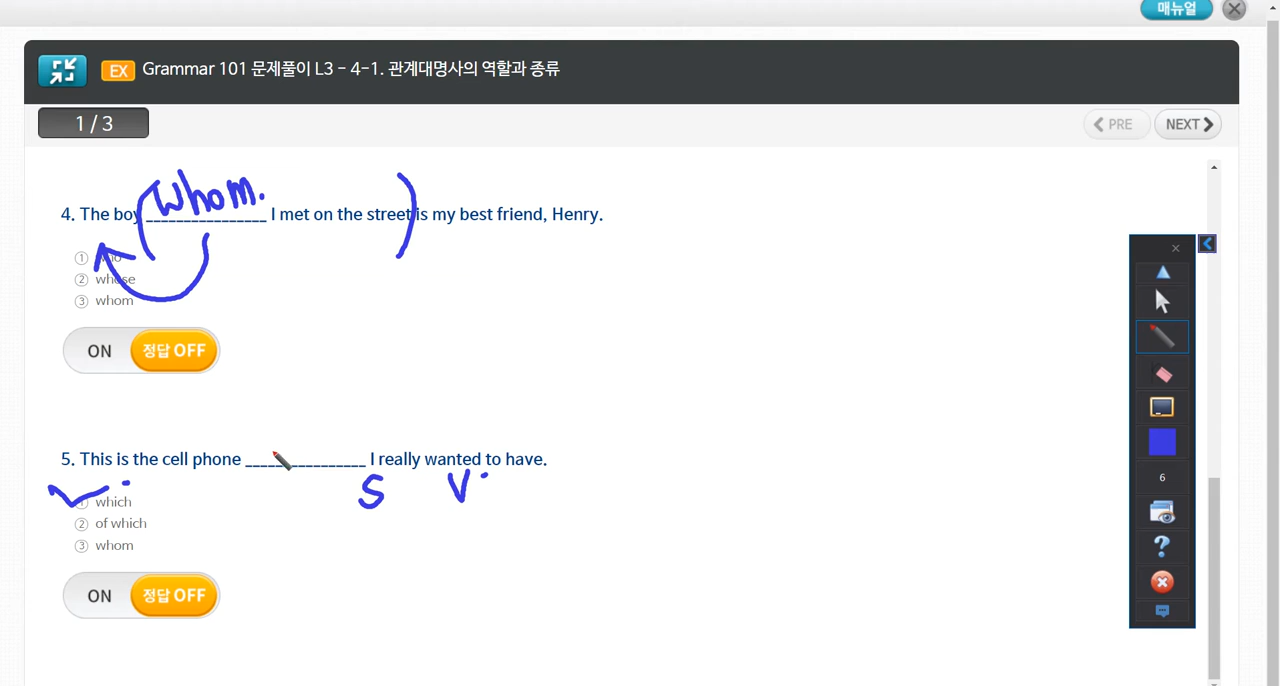 매뉴얼
EX Grammar 101 문제풀이 L3 - 4-1. 관계대명사의 역할과 종류
1 / 3
PRE
NEXT
whom.
4. The boy ________________ I met on the street is my best friend, Henry.
① who
② whose
③ whom
ON 정답 OFF
5. This is the cell phone ________________ I really wanted to have.
S V
① which
② of which
③ whom
ON 정답 OFF
6